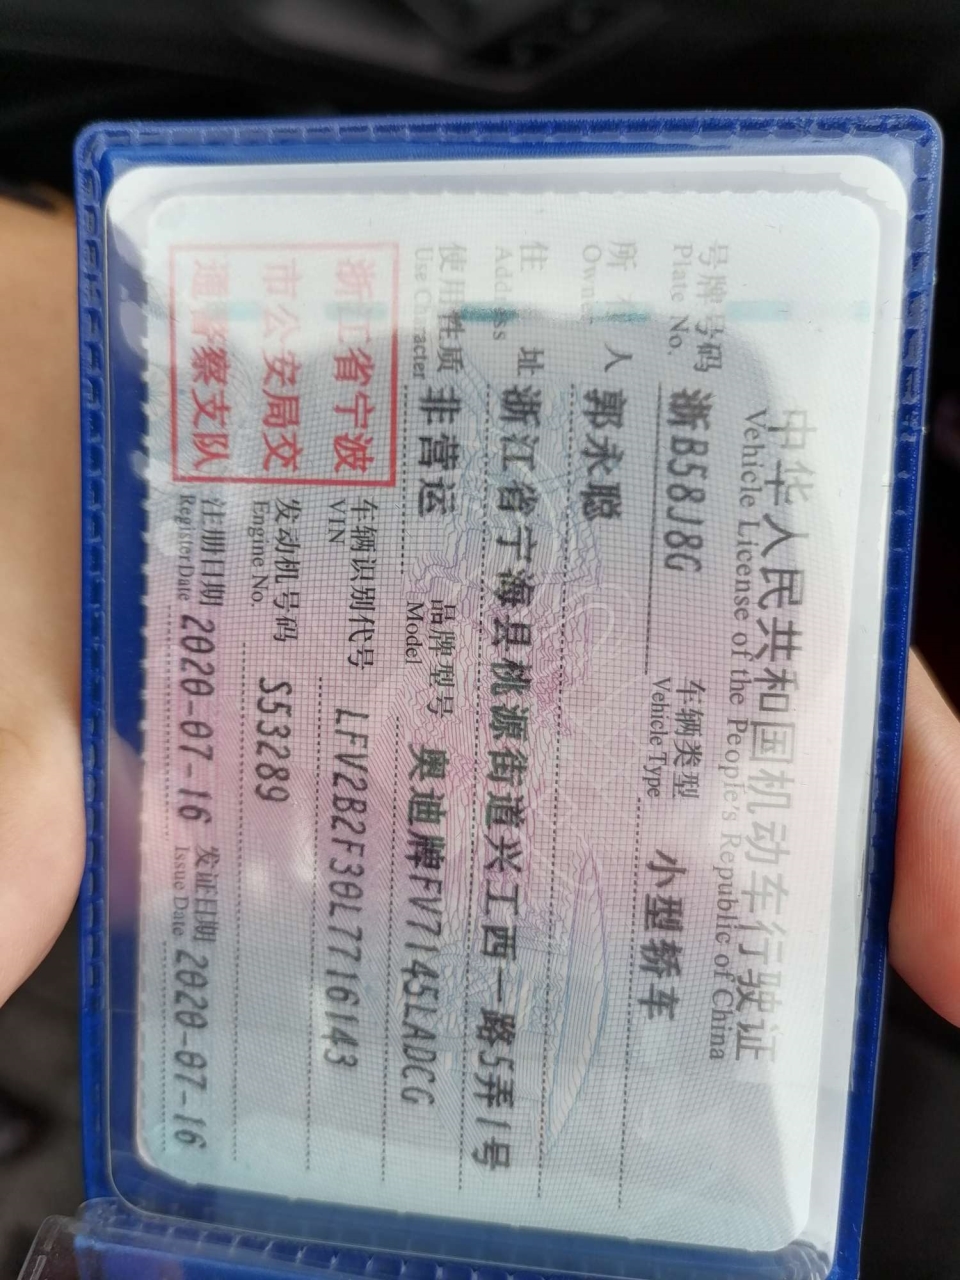 中华人民共和国机动车行驶证
Vehicle License of the People's Republic of China
号牌号码 浙B58J8G 车辆类型 小型轿车
Plate No. Vehicle Type
所有人 郭永聪
Owner
住址 浙江省宁海县桃源街道兴工西一路5弄1号
Address
使用性质 非营运 品牌型号 奥迪牌FV7145LADCG
Use Character Model
浙江省宁波
市公安局交
通警察支队
车辆识别代号 LFV2B2F30L7716143
VIN
发动机号码 S53289
Engine No.
注册日期 2020-07-16 发证日期 2020-07-16
Register Date Issue Date